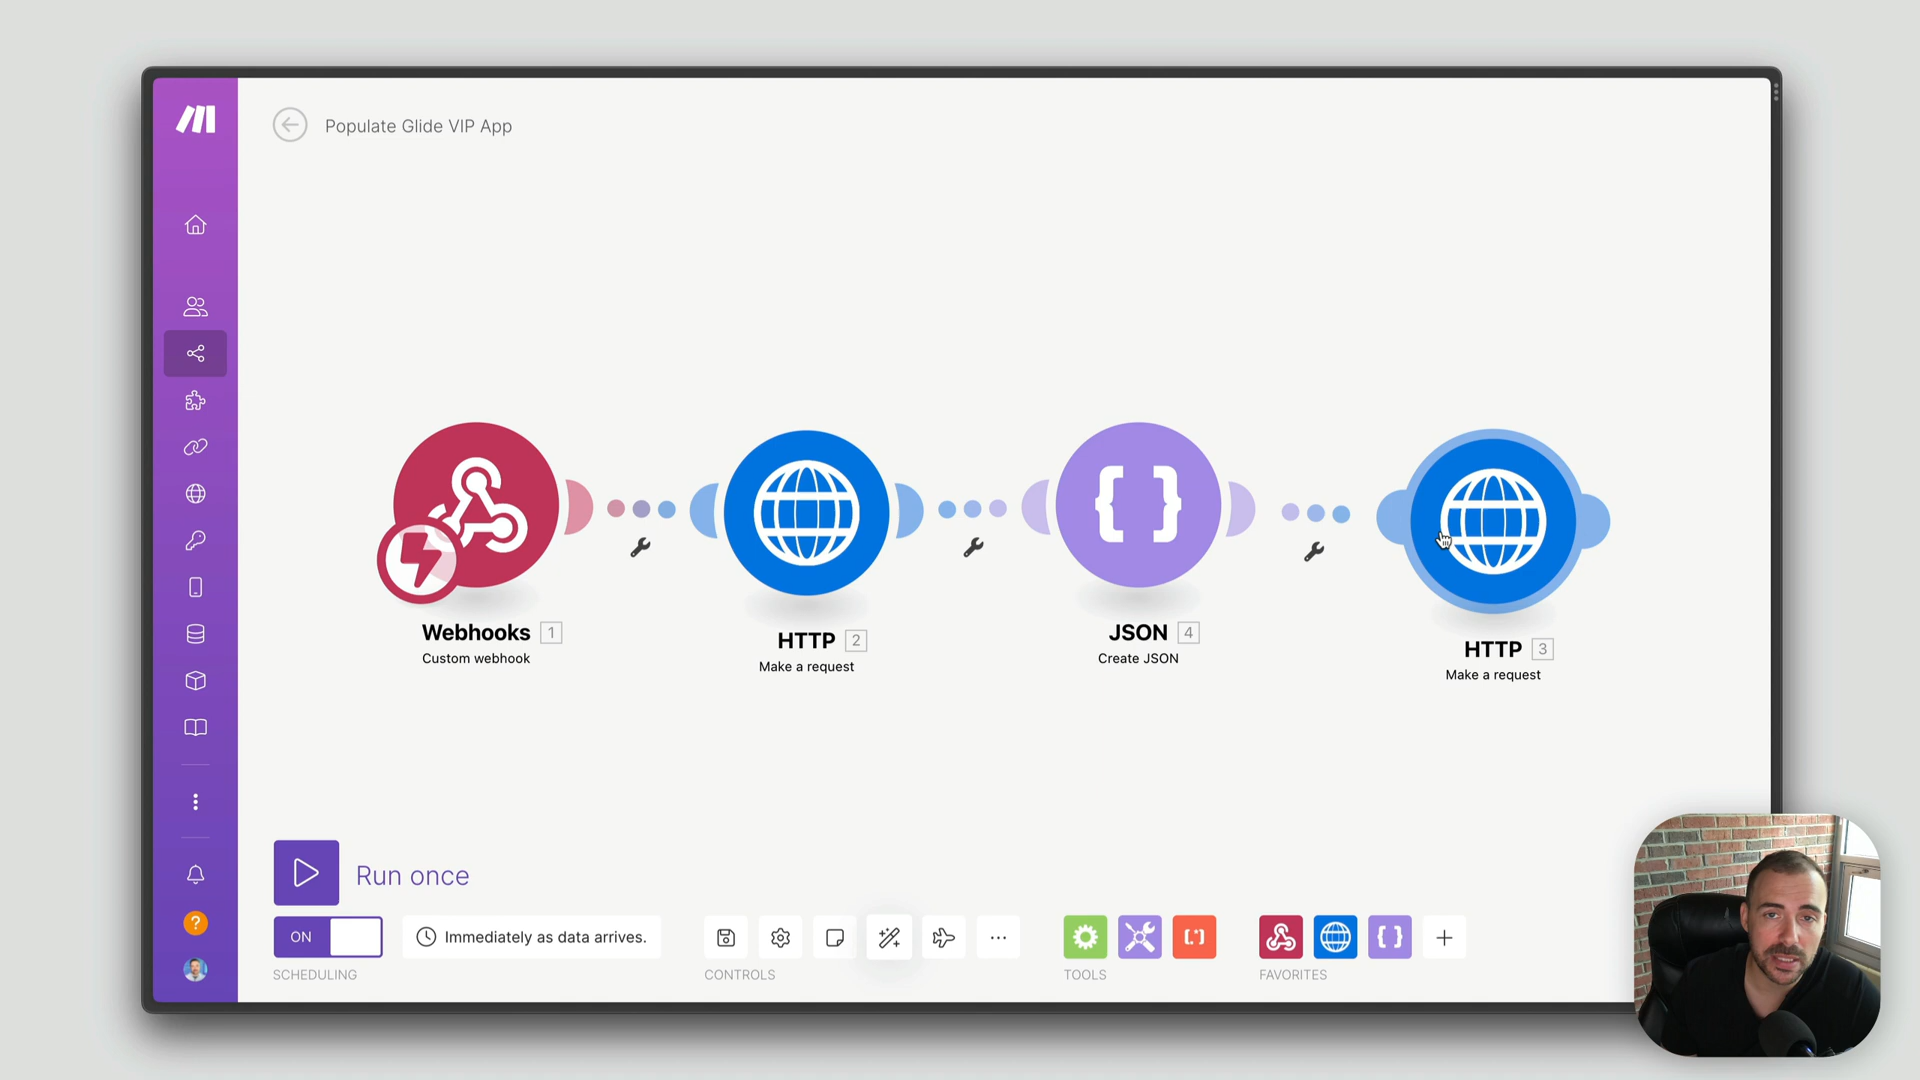 Populate Glide VIP App
Webhooks 1
Custom webhook
HTTP 2
Make a request
JSON 4
Create JSON
HTTP 3
Make a request
Run once
ON
Immediately as data arrives.
SCHEDULING
CONTROLS
TOOLS
FAVORITES